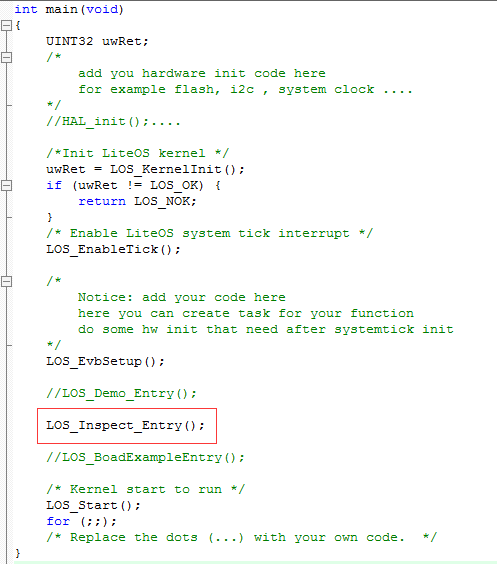 int main(void)
{
    UINT32 uwRet;
    /*
        add you hardware init code here
        for example flash, i2c , system clock ....
    */
    //HAL_init();....

    /*Init LiteOS kernel */
    uwRet = LOS_KernelInit();
    if (uwRet != LOS_OK) {
        return LOS_NOK;
    }
    /* Enable LiteOS system tick interrupt */
    LOS_EnableTick();

    /*
        Notice: add your code here
        here you can create task for your function
        do some hw init that need after systemtick init
    */
    LOS_EvbSetup();

    //LOS_Demo_Entry();

    LOS_Inspect_Entry();

    //LOS_BoadExampleEntry();

    /* Kernel start to run */
    LOS_Start();
    for (;;);
    /* Replace the dots (...) with your own code.  */
}